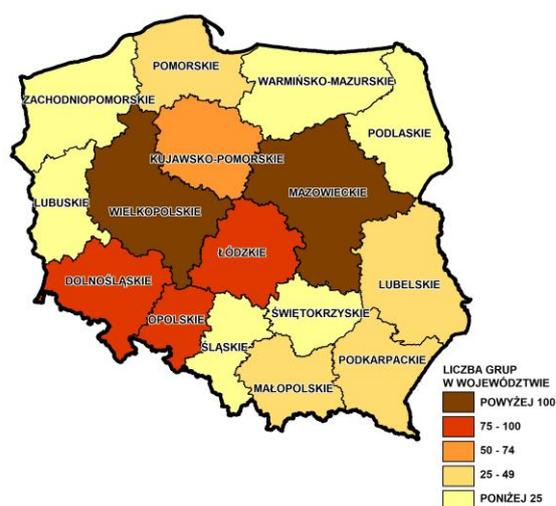 POMORSKIE
WARMIŃSKO-MAZURSKIE
ZACHODNIOPOMORSKIE
PODLASKIE
KUJAWSKO-POMORSKIE
MAZOWIECKIE
LUBUSKIE
WIELKOPOLSKIE
ŁÓDZKIE
DOLNOŚLĄSKIE
LUBELSKIE
OPOLSKIE
ŚWIĘTOKRZYSKIE
ŚLĄSKIE
PODKARPACKIE
MAŁOPOLSKIE
LICZBA GRUP
W WOJEWÓDZTWIE
POWYŻEJ 100
75 - 100
50 - 74
25 - 49
PONIŻEJ 25